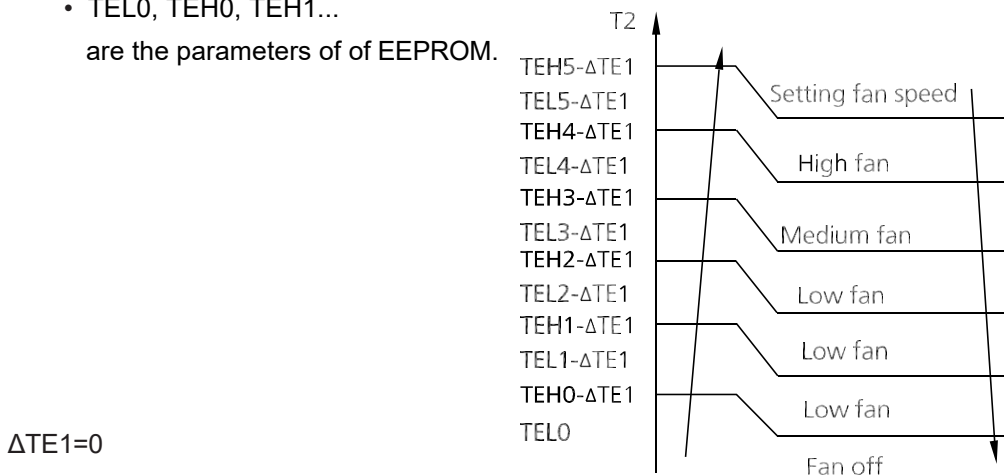 • TEL0, TEH0, TEH1...
are the parameters of of EEPROM.
T2
TEH5-ΔTE1
TEL5-ΔTE1
TEH4-ΔTE1
TEL4-ΔTE1
TEH3-ΔTE1
TEL3-ΔTE1
TEH2-ΔTE1
TEL2-ΔTE1
TEH1-ΔTE1
TEL1-ΔTE1
TEH0-ΔTE1
TEL0
Setting fan speed
High fan
Medium fan
Low fan
Low fan
Low fan
Fan off
ΔTE1=0